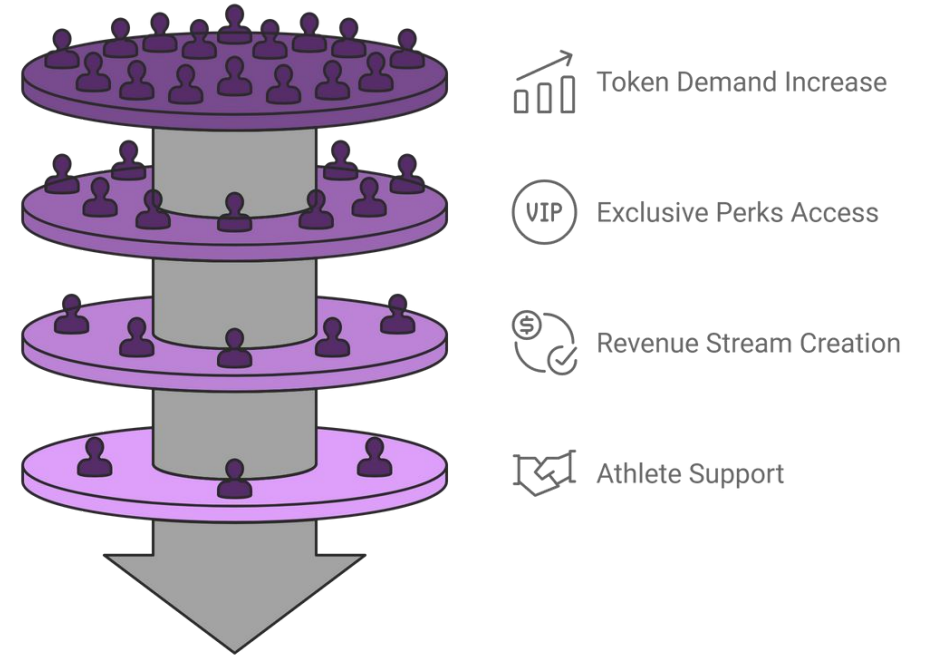 Token Demand Increase
VIP
Exclusive Perks Access
$
Revenue Stream Creation
Athlete Support